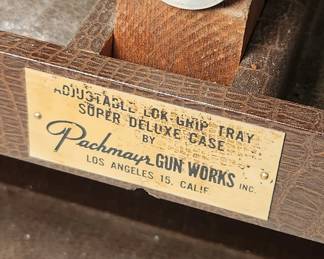 ADJUSTABLE LOK-GRIP TRAY
SUPER DELUXE CASE
BY
Pachmayr GUN WORKS INC.
LOS ANGELES 15, CALIF.